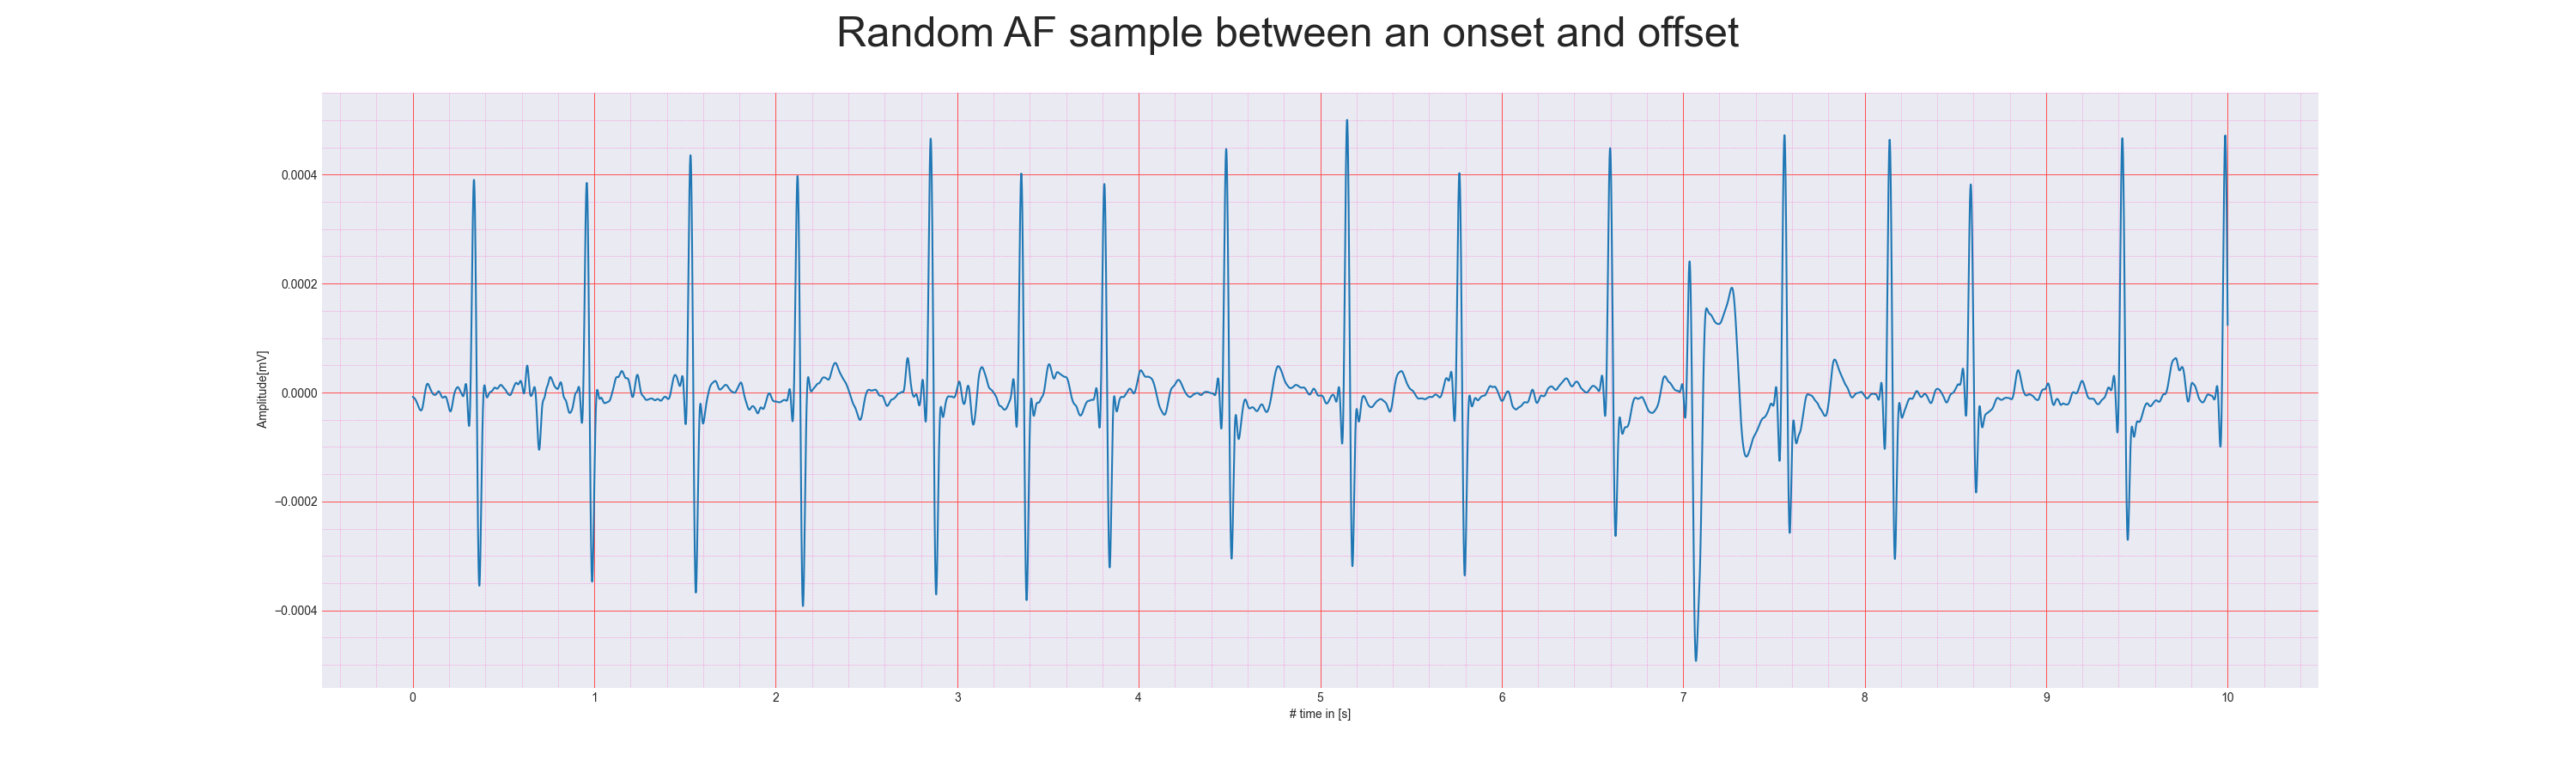 Random AF sample between an onset and offset
0.0004
0.0002
0.0000
−0.0002
−0.0004
Amplitude[mV]
0 1 2 3 4 5 6 7 8 9 10
# time in [s]